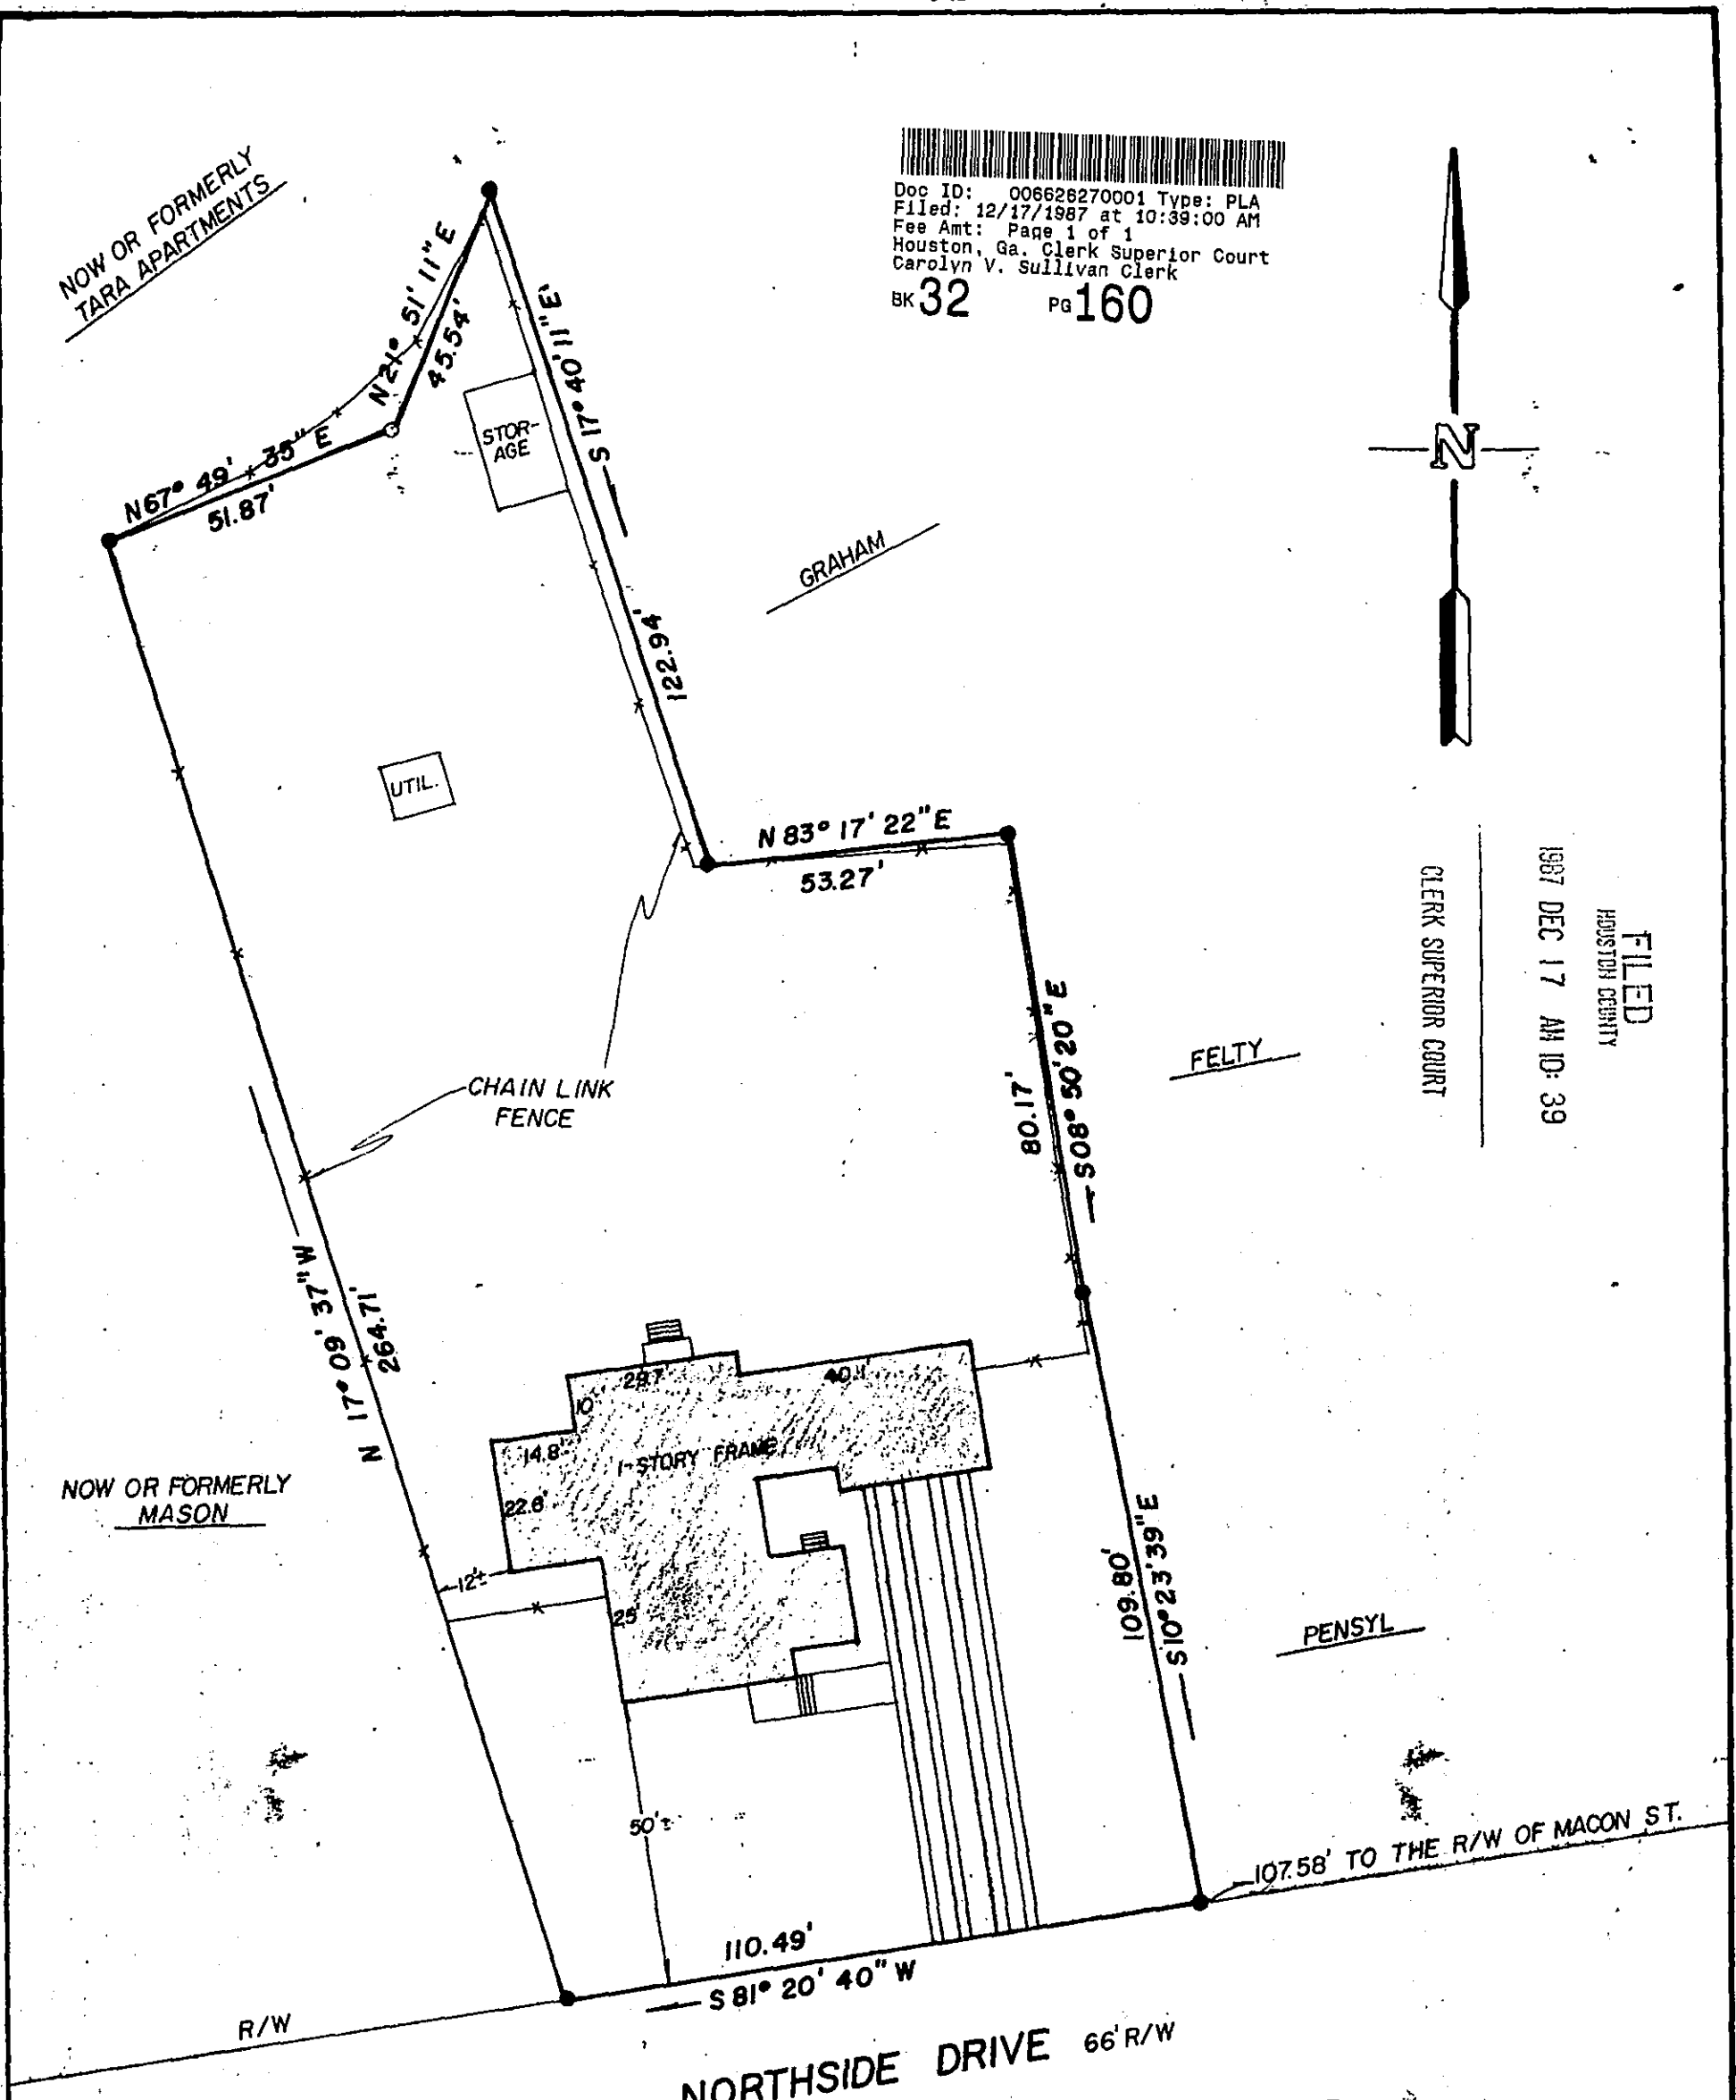 Doc ID: 006626270001 Type: PLA
Filed: 12/17/1987 at 10:39:00 AM
Fee Amt: Page 1 of 1
Houston, Ga. Clerk Superior Court
Carolyn V. Sullivan Clerk
BK 32 PG 160
NOW OR FORMERLY
TARA APARTMENTS
N 21° 51' 11" E
45.54'
S 17° 40' 11" E
122.94'
N 67° 49' 35" E
51.87'
STOR-
AGE
N
GRAHAM
UTIL.
N 83° 17' 22" E
53.27'
FILED
HOUSTON COUNTY
1987 DEC 17 AM 10:39
CLERK SUPERIOR COURT
S 08° 50' 20" E
80.17'
FELTY
CHAIN LINK
FENCE
N 17° 09' 37" W
264.71'
29.7'
40.1'
10'
14.8'
1-STORY FRAME
22.6'
NOW OR FORMERLY
MASON
12'±
25'
109.80'
S 10° 23' 39" E
PENSYL
50'±
107.58' TO THE R/W OF MACON ST.
110.49'
S 81° 20' 40" W
R/W
NORTHSIDE DRIVE 66' R/W